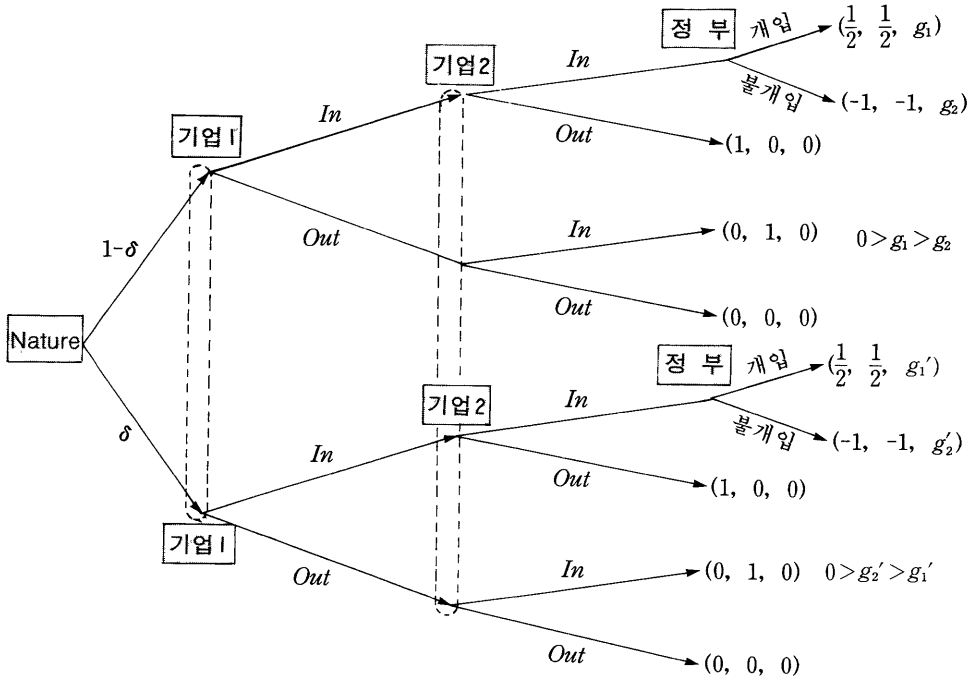 정 부 개입 (1/2, 1/2, g₁)
기업2 In
불개입 (-1, -1, g₂)
In
기업1 Out (1, 0, 0)
In (0, 1, 0) 0>g₁>g₂
Out
1-δ
Out (0, 0, 0)
Nature
정 부 개입 (1/2, 1/2, g₁′)
기업2 In
불개입 (-1, -1, g₂′)
δ
In
Out (1, 0, 0)
기업1
In (0, 1, 0) 0>g₂′>g₁′
Out
Out (0, 0, 0)